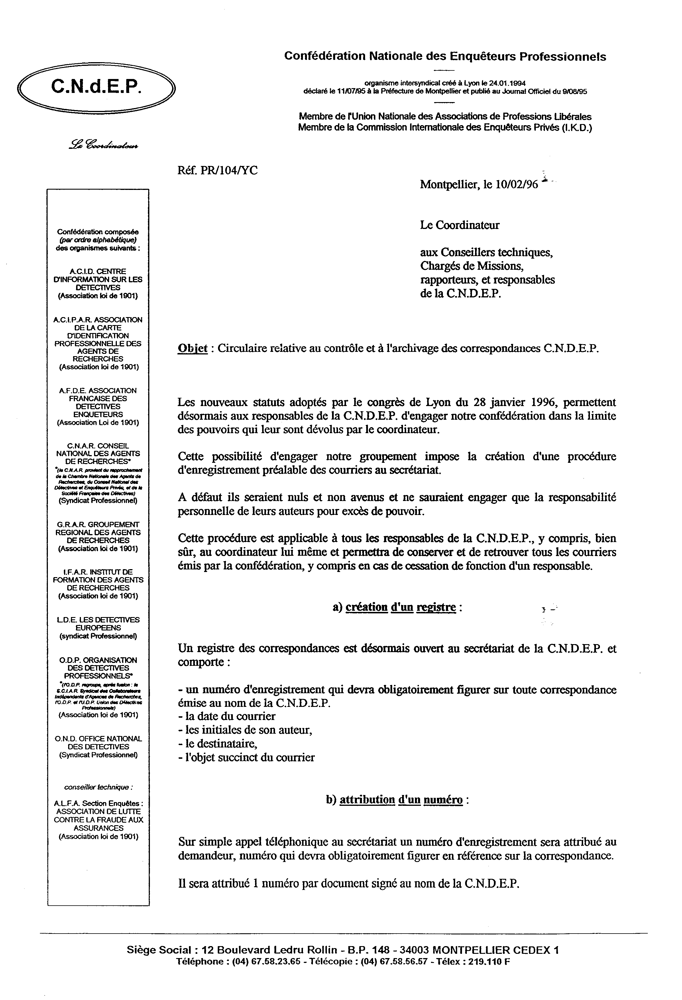 Confédération Nationale des Enquêteurs Professionnels
C.N.d.E.P.
organisme intersyndical créé à Lyon le 24.01.1994
déclaré le 11/07/95 à la Préfecture de Montpellier et publié au Journal Officiel du 9/08/95
Membre de l'Union Nationale des Associations de Professions Libérales
Membre de la Commission Internationale des Enquêteurs Privés (I.K.D.)
Le Coordinateur
Réf. PR/104/YC
Montpellier, le 10/02/96
Le Coordinateur
aux Conseillers techniques,
Chargés de Missions,
rapporteurs, et responsables
de la C.N.D.E.P.
Confédération composée
(par ordre alphabétique)
des organismes suivants :
A.C.I.D. CENTRE
D'INFORMATION SUR LES
DETECTIVES
(Association loi de 1901)
A.C.I.P.A.R. ASSOCIATION
DE LA CARTE
D'IDENTIFICATION
PROFESSIONNELLE DES
AGENTS DE
RECHERCHES
(Association loi de 1901)
A.F.D.E. ASSOCIATION
FRANCAISE DES
DETECTIVES
ENQUETEURS
(Association Loi de 1901)
C.N.A.R. CONSEIL
NATIONAL DES AGENTS
DE RECHERCHES*
*(le C.N.A.R. provient du rapprochement
de la Chambre Nationale des Agents de
Recherches, du Conseil National des
Détectives et Enquêteurs Privés, et de la
Société Française des Détectives)
(Syndicat Professionnel)
G.R.A.R. GROUPEMENT
REGIONAL DES AGENTS
DE RECHERCHES
(Association loi de 1901)
I.F.A.R. INSTITUT DE
FORMATION DES AGENTS
DE RECHERCHES
(Association loi de 1901)
L.D.E. LES DETECTIVES
EUROPEENS
(syndicat Professionnel)
O.D.P. ORGANISATION
DES DETECTIVES
PROFESSIONNELS*
*(l'O.D.P. regroupe, après fusion : le
S.C.I.A.R. Syndicat des Collaborateurs
Indépendants d'Agences de Recherches,
l'O.D.P. et l'U.D.P. Union des Détectives
Professionnels)
(Association loi de 1901)
O.N.D. OFFICE NATIONAL
DES DETECTIVES
(Syndicat Professionnel)
conseiller technique :
A.L.F.A. Section Enquêtes :
ASSOCIATION DE LUTTE
CONTRE LA FRAUDE AUX
ASSURANCES
(Association loi de 1901)
Objet : Circulaire relative au contrôle et à l'archivage des correspondances C.N.D.E.P.
Les nouveaux statuts adoptés par le congrès de Lyon du 28 janvier 1996, permettent
désormais aux responsables de la C.N.D.E.P. d'engager notre confédération dans la limite
des pouvoirs qui leur sont dévolus par le coordinateur.
Cette possibilité d'engager notre groupement impose la création d'une procédure
d'enregistrement préalable des courriers au secrétariat.
A défaut ils seraient nuls et non avenus et ne sauraient engager que la responsabilité
personnelle de leurs auteurs pour excès de pouvoir.
Cette procédure est applicable à tous les responsables de la C.N.D.E.P., y compris, bien
sûr, au coordinateur lui même et permettra de conserver et de retrouver tous les courriers
émis par la confédération, y compris en cas de cessation de fonction d'un responsable.
a) création d'un registre :
Un registre des correspondances est désormais ouvert au secrétariat de la C.N.D.E.P. et
comporte :
- un numéro d'enregistrement qui devra obligatoirement figurer sur toute correspondance
émise au nom de la C.N.D.E.P.
- la date du courrier
- les initiales de son auteur,
- le destinataire,
- l'objet succinct du courrier
b) attribution d'un numéro :
Sur simple appel téléphonique au secrétariat un numéro d'enregistrement sera attribué au
demandeur, numéro qui devra obligatoirement figurer en référence sur la correspondance.
Il sera attribué 1 numéro par document signé au nom de la C.N.D.E.P.
Siège Social : 12 Boulevard Ledru Rollin - B.P. 148 - 34003 MONTPELLIER CEDEX 1
Téléphone : (04) 67.58.23.65 - Télécopie : (04) 67.58.56.57 - Télex : 219.110 F